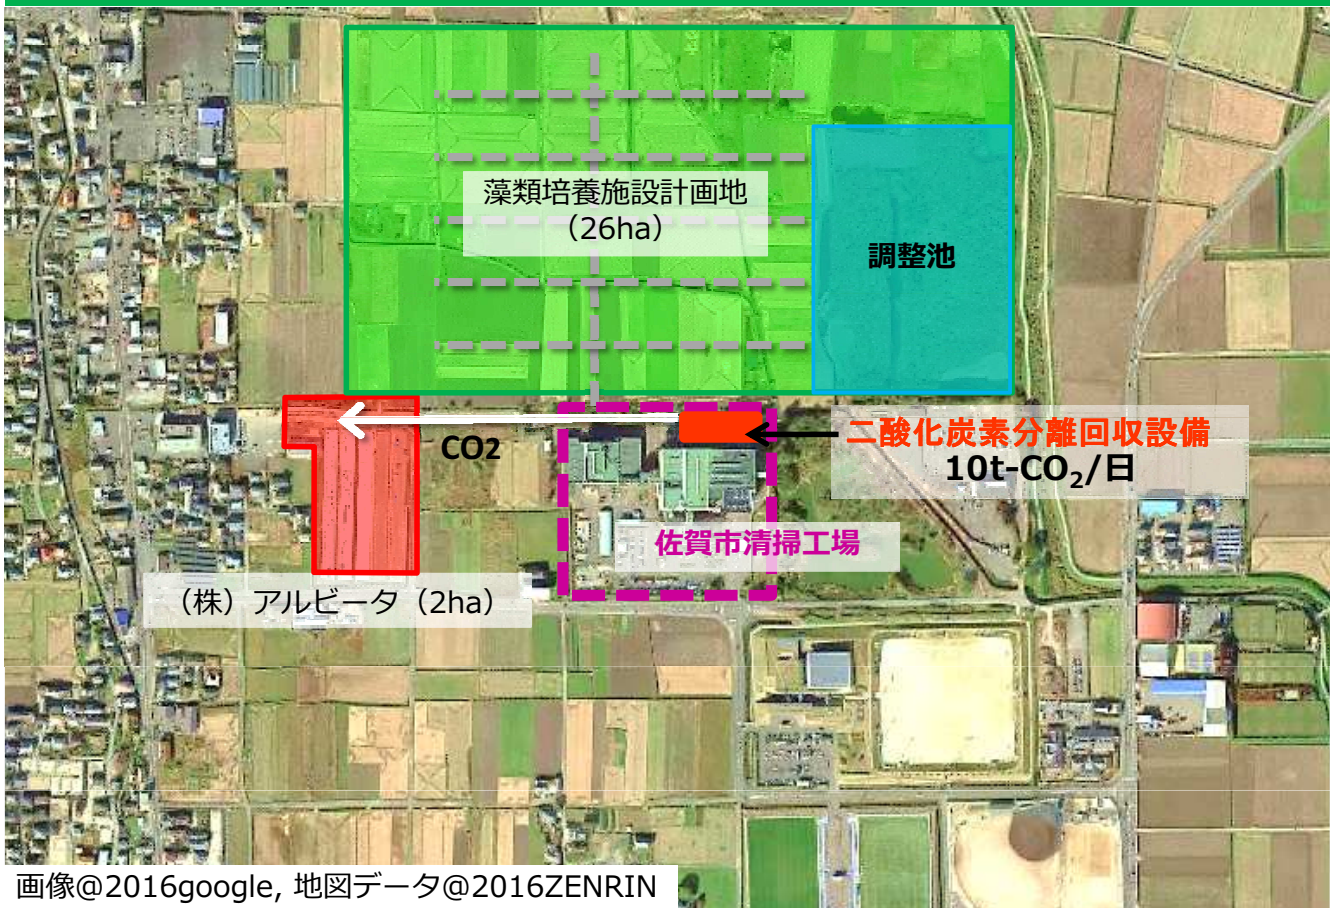 藻類培養施設計画地
（26ha）
調整池
CO2
二酸化炭素分離回収設備
10t-CO₂/日
佐賀市清掃工場
（株）アルビータ（2ha）
画像@2016google, 地図データ@2016ZENRIN